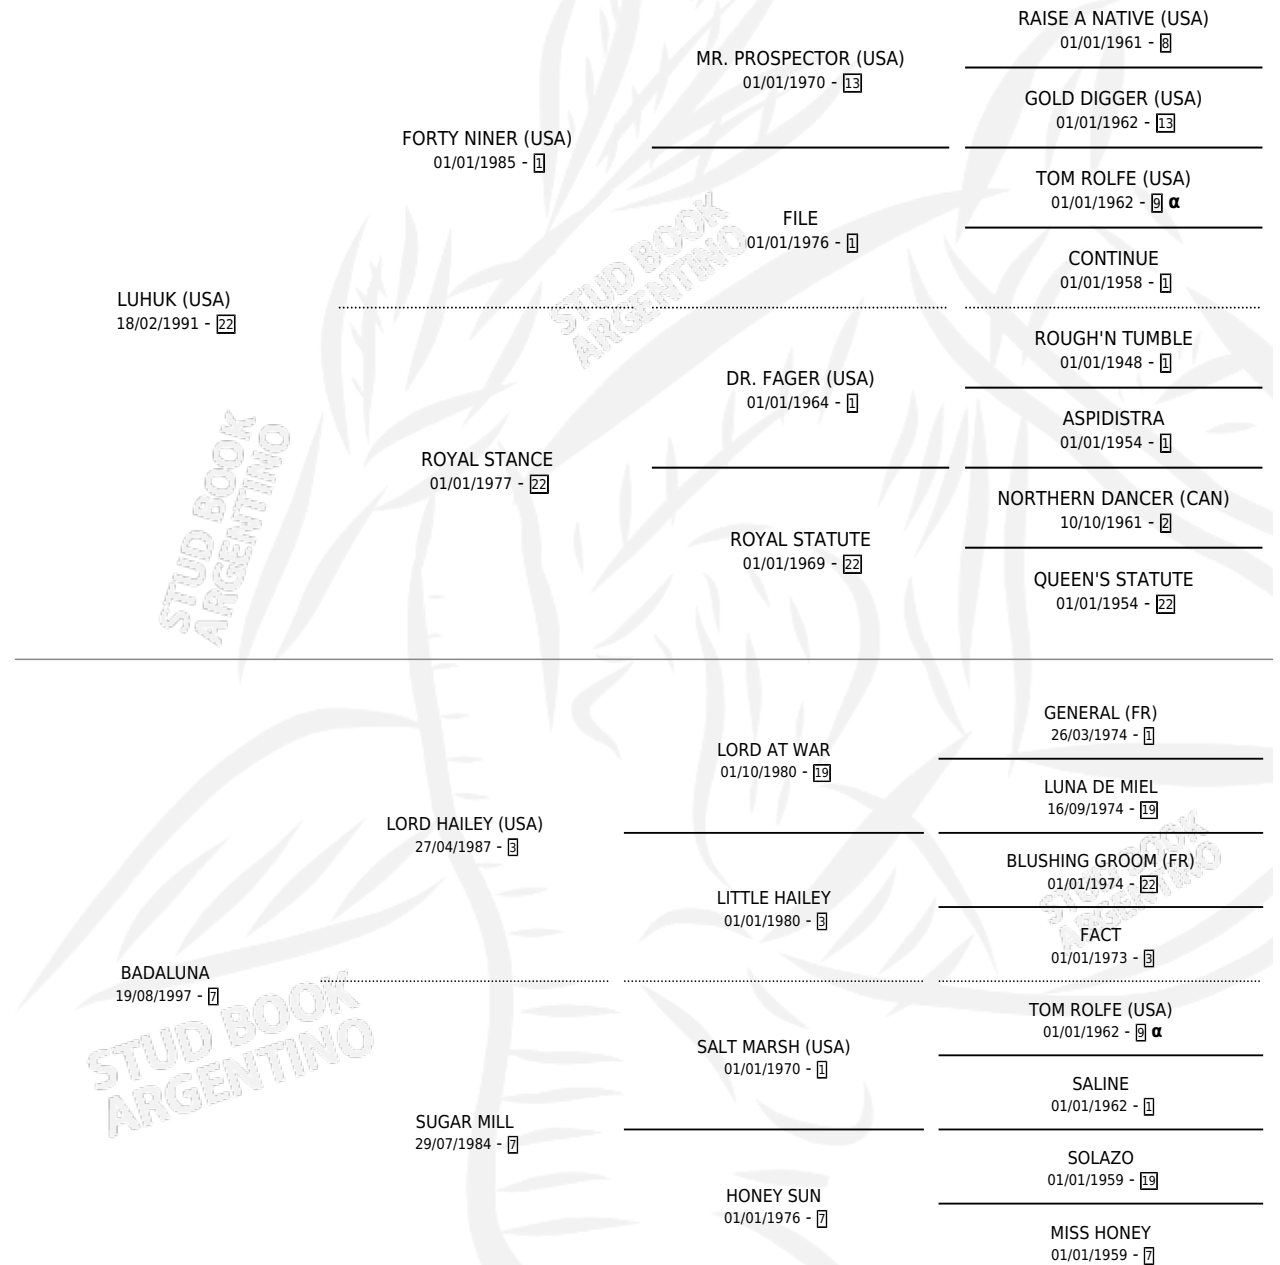 RAISE A NATIVE (USA)
01/01/1961 - 8
MR. PROSPECTOR (USA)
01/01/1970 - 13
GOLD DIGGER (USA)
01/01/1962 - 13
FORTY NINER (USA)
01/01/1985 - 1
TOM ROLFE (USA)
01/01/1962 - 9 α
FILE
01/01/1976 - 1
CONTINUE
01/01/1958 - 1
LUHUK (USA)
18/02/1991 - 22
ROUGH'N TUMBLE
01/01/1948 - 1
DR. FAGER (USA)
01/01/1964 - 1
ASPIDISTRA
01/01/1954 - 1
ROYAL STANCE
01/01/1977 - 22
NORTHERN DANCER (CAN)
10/10/1961 - 2
ROYAL STATUTE
01/01/1969 - 22
QUEEN'S STATUTE
01/01/1954 - 22
STUD BOOK
ARGENTINO
STUD BOOK
ARGENTINO
GENERAL (FR)
26/03/1974 - 1
LORD AT WAR
01/10/1980 - 19
LUNA DE MIEL
16/09/1974 - 19
LORD HAILEY (USA)
27/04/1987 - 3
BLUSHING GROOM (FR)
01/01/1974 - 22
LITTLE HAILEY
01/01/1980 - 3
FACT
01/01/1973 - 3
BADALUNA
19/08/1997 - 7
TOM ROLFE (USA)
01/01/1962 - 9 α
SALT MARSH (USA)
01/01/1970 - 1
SALINE
01/01/1962 - 1
SUGAR MILL
29/07/1984 - 7
SOLAZO
01/01/1959 - 19
HONEY SUN
01/01/1976 - 7
MISS HONEY
01/01/1959 - 7
STUD BOOK
ARGENTINO
STUD BOOK
ARGENTINO